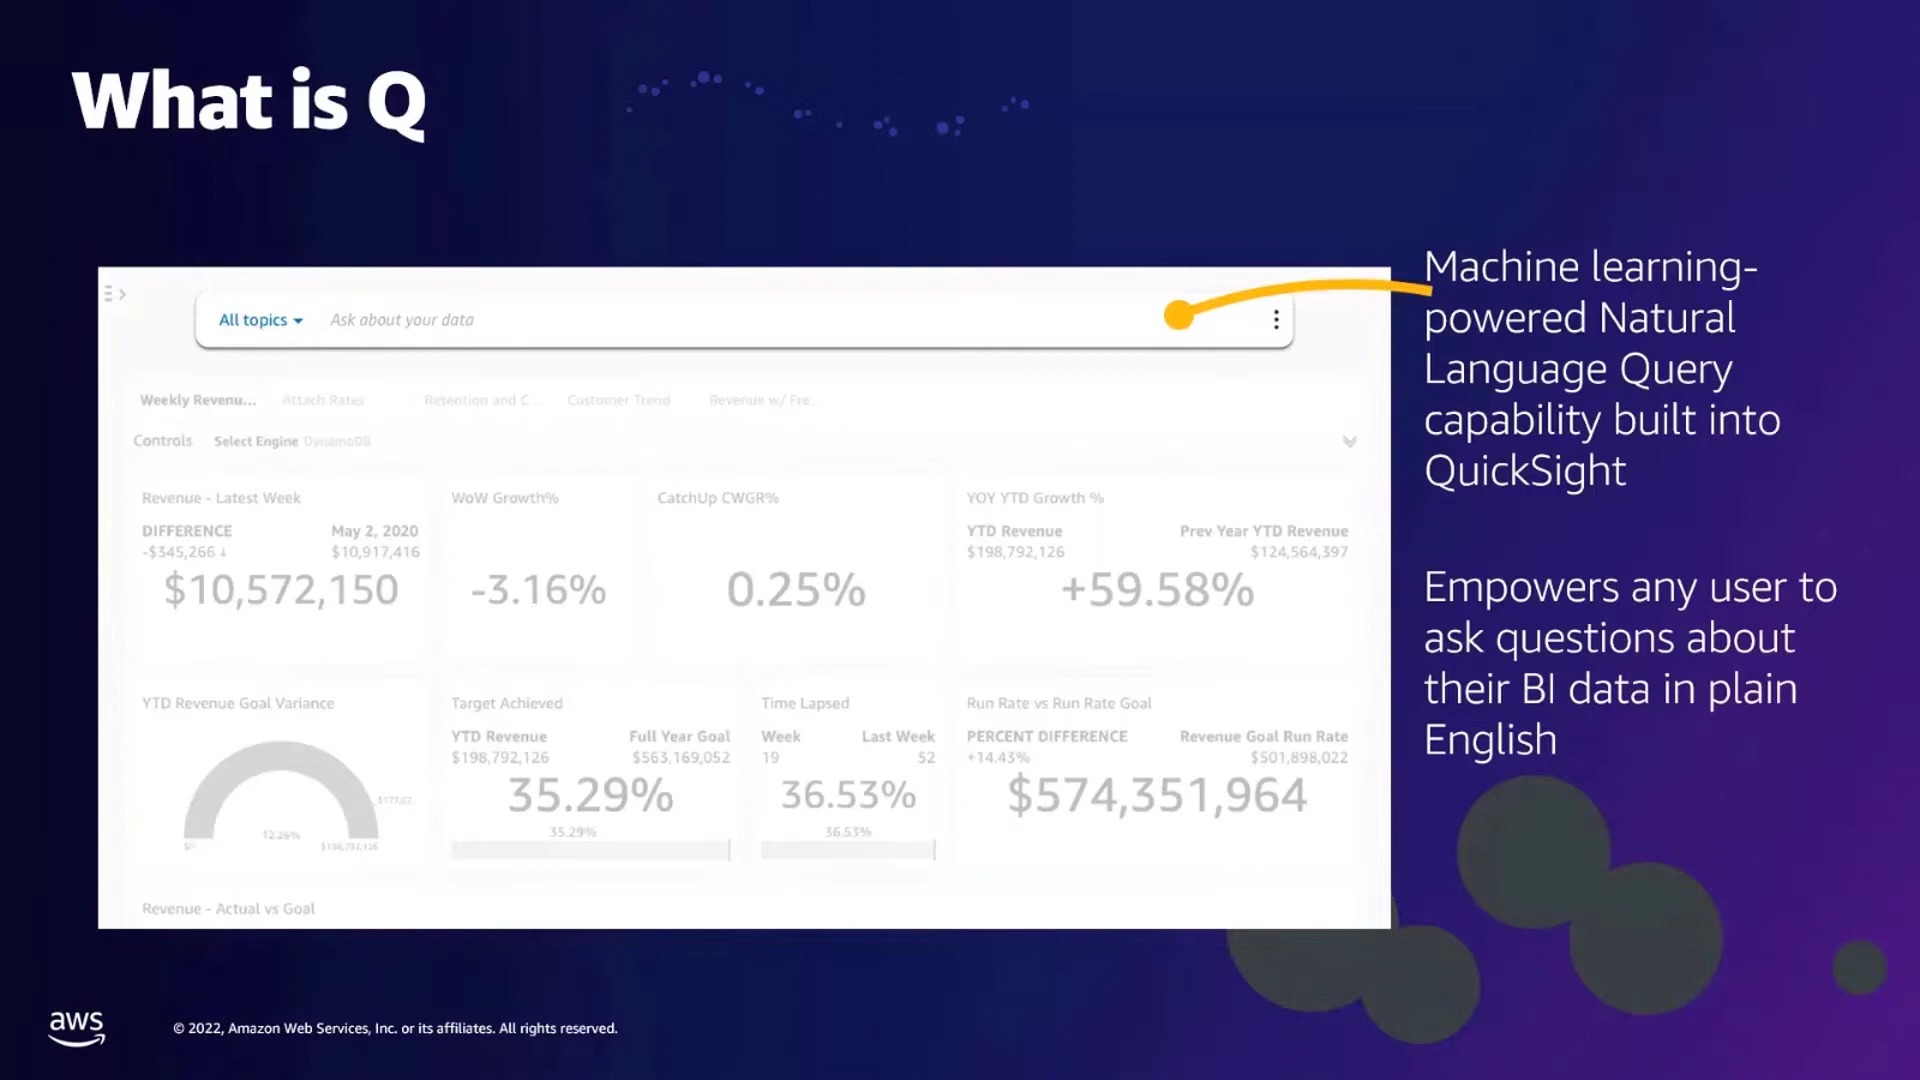 What is Q
All topics Ask about your data
Weekly Revenu... Attach Rates Retention and C... Customer Trend Revenue w/ Fre...
Controls Select Engine DynamoDB
Revenue - Latest Week
DIFFERENCE May 2, 2020
-$345,266 ↓ $10,917,416
$10,572,150
WoW Growth%
-3.16%
CatchUp CWGR%
0.25%
YOY YTD Growth %
YTD Revenue Prev Year YTD Revenue
$198,792,126 $124,564,397
+59.58%
YTD Revenue Goal Variance
12.26%
$198,792,126
Target Achieved
YTD Revenue Full Year Goal
$198,792,126 $563,169,052
35.29%
35.29%
Time Lapsed
Week Last Week
19 52
36.53%
36.53%
Run Rate vs Run Rate Goal
PERCENT DIFFERENCE Revenue Goal Run Rate
+14.43% $501,898,022
$574,351,964
Revenue - Actual vs Goal
Machine learning-
powered Natural
Language Query
capability built into
QuickSight
Empowers any user to
ask questions about
their BI data in plain
English
aws
© 2022, Amazon Web Services, Inc. or its affiliates. All rights reserved.